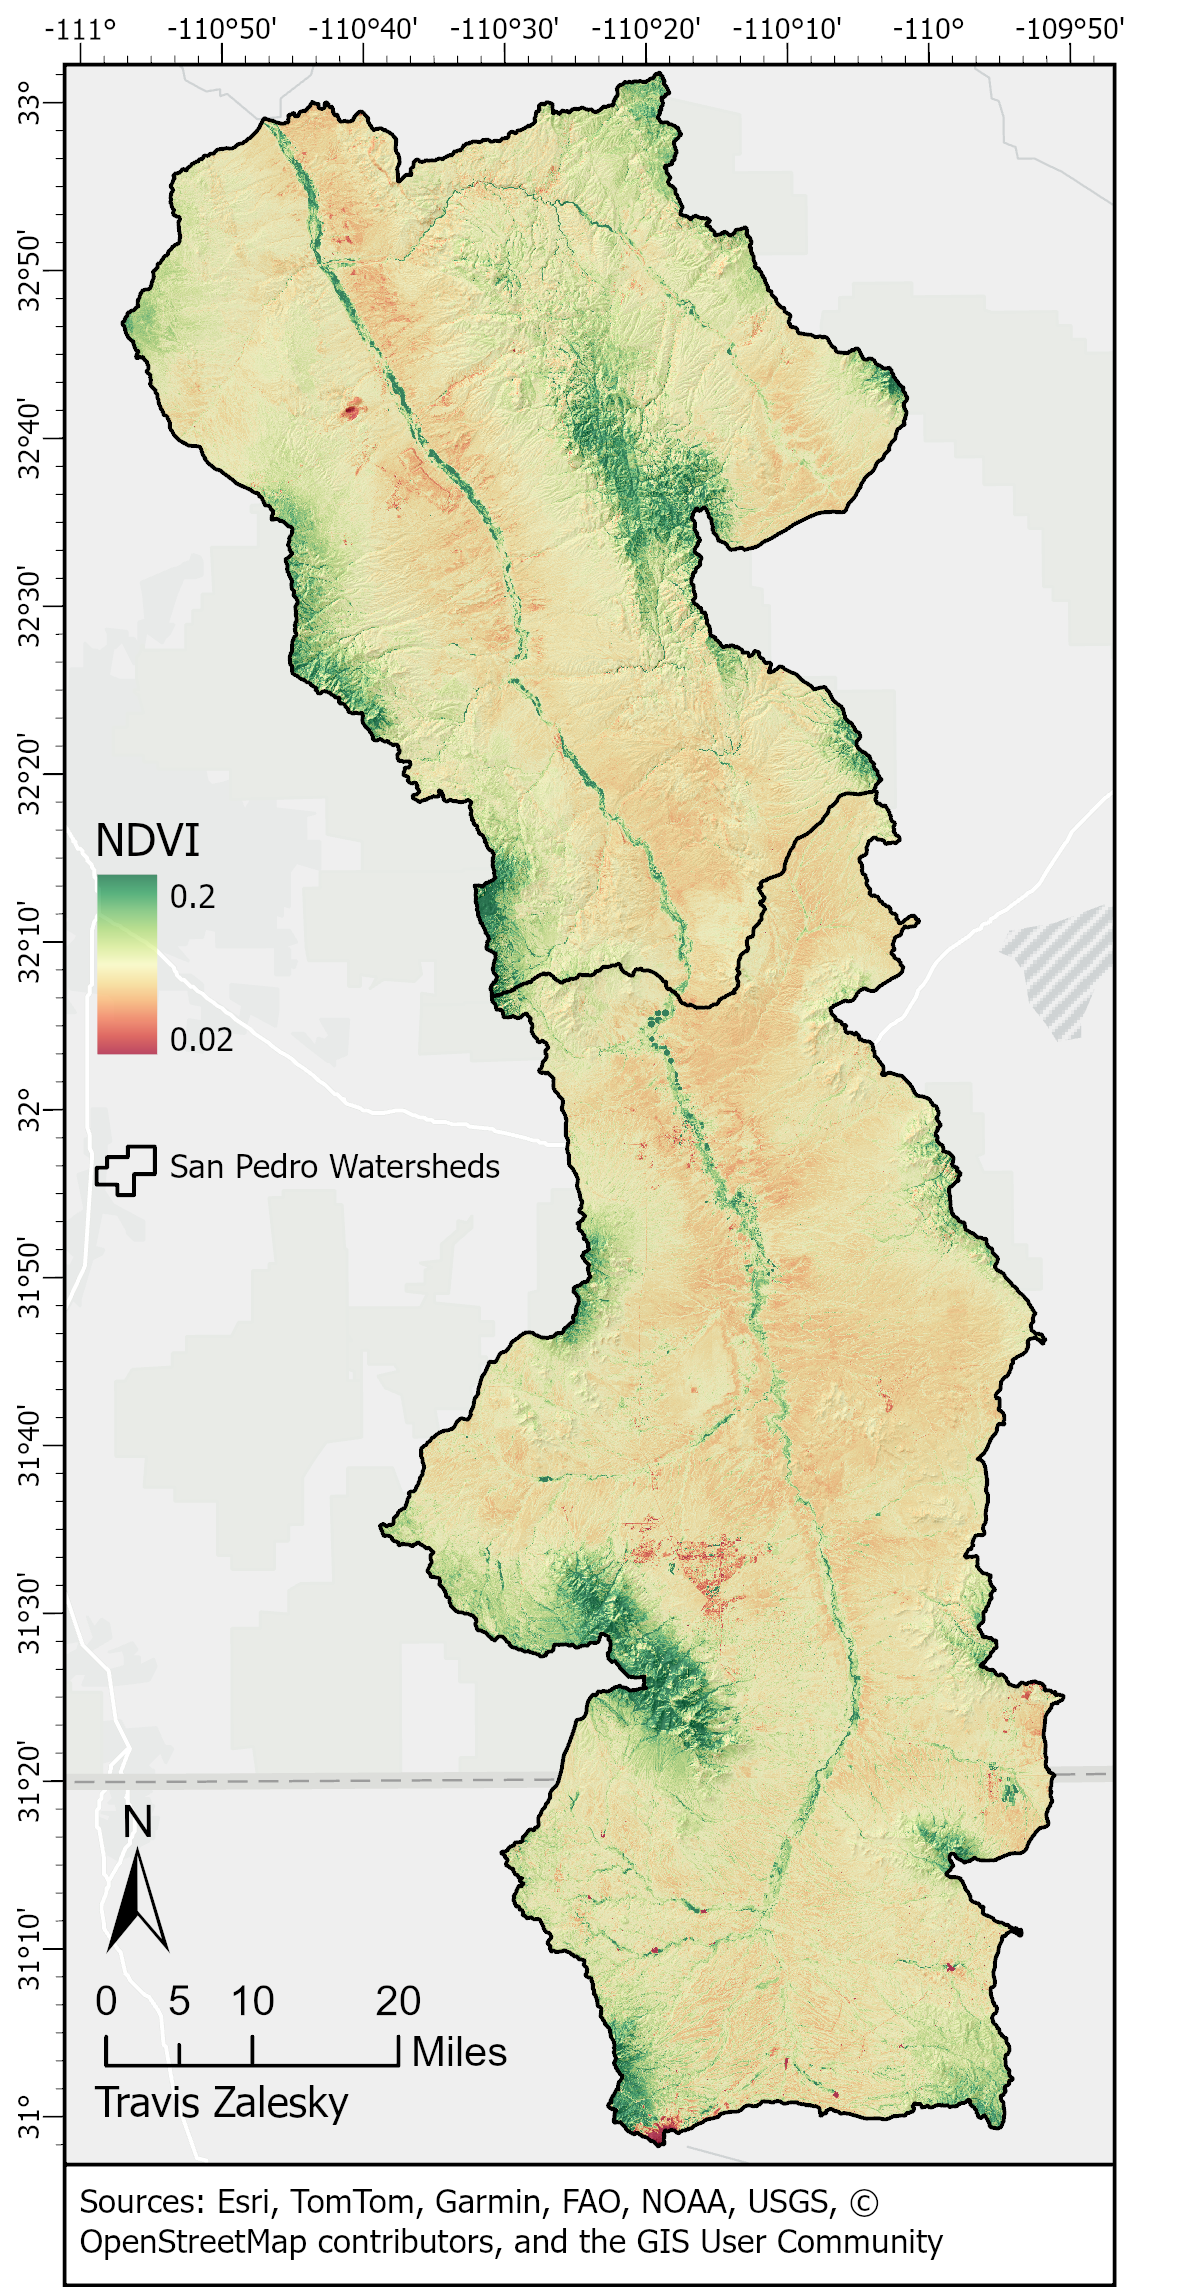 -111° -110°50' -110°40' -110°30' -110°20' -110°10' -110° -109°50'
33°
32°50'
32°40'
32°30'
32°20'
32°10'
32°
31°50'
31°40'
31°30'
31°20'
31°10'
31°
NDVI
0.2
0.02
San Pedro Watersheds
N
0 5 10 20
Miles
Travis Zalesky
Sources: Esri, TomTom, Garmin, FAO, NOAA, USGS, ©
OpenStreetMap contributors, and the GIS User Community